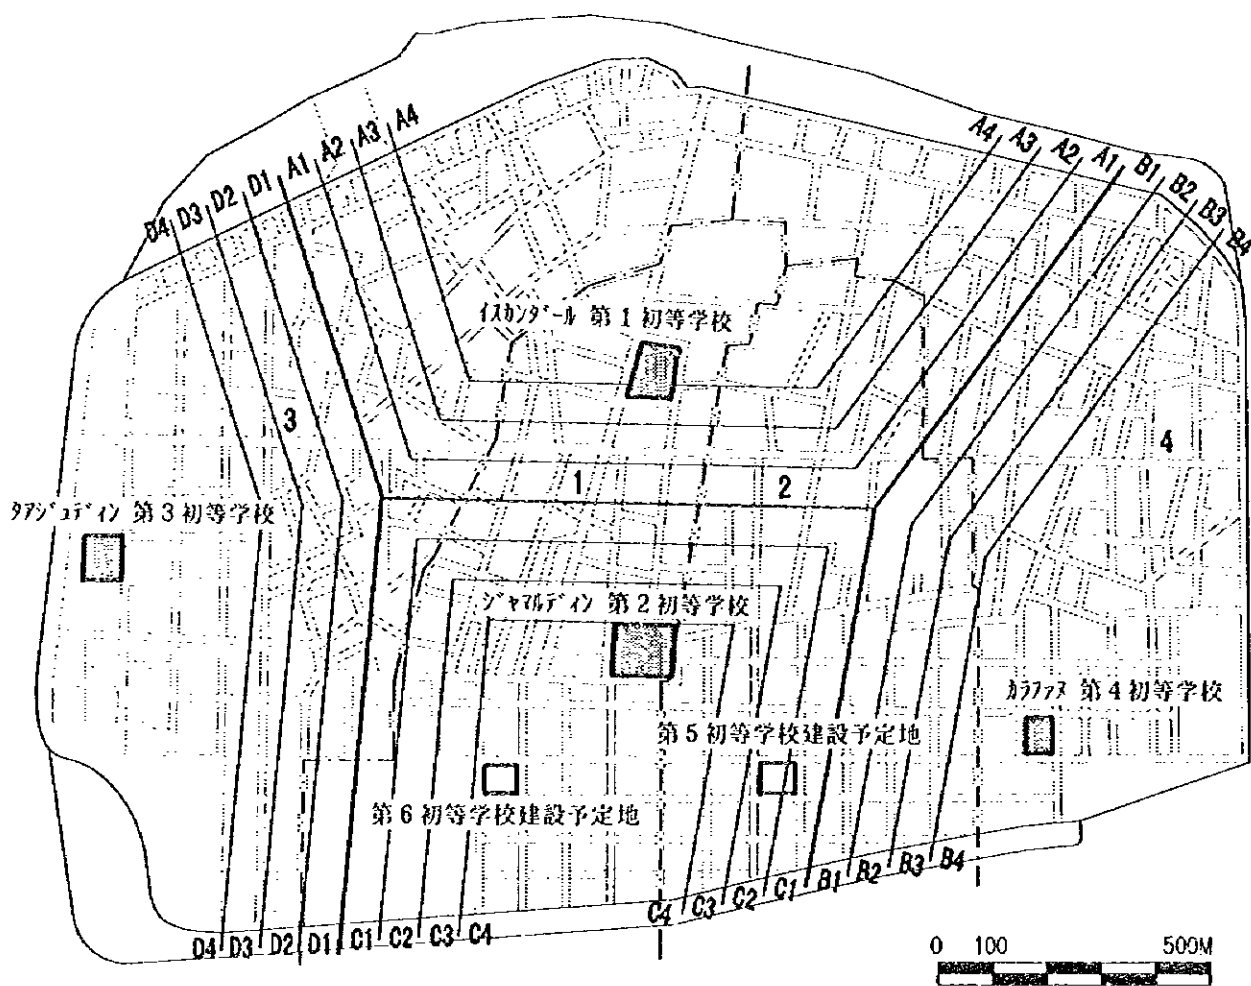 A4 A3 A2 A1 B1 B2 B3 B4
D4 D3 D2 D1 A1 A2 A3 A4
イスカンダール 第1初等学校
3
4
1
2
タアジュディン 第3初等学校
ジャマルディン 第2初等学校
カラファヌ 第4初等学校
第5初等学校建設予定地
第6初等学校建設予定地
D4 D3 D2 D1 C1 C2 C3 C4
C4 C3 C2 C1 B1 B2 B3 B4
0 100 500M